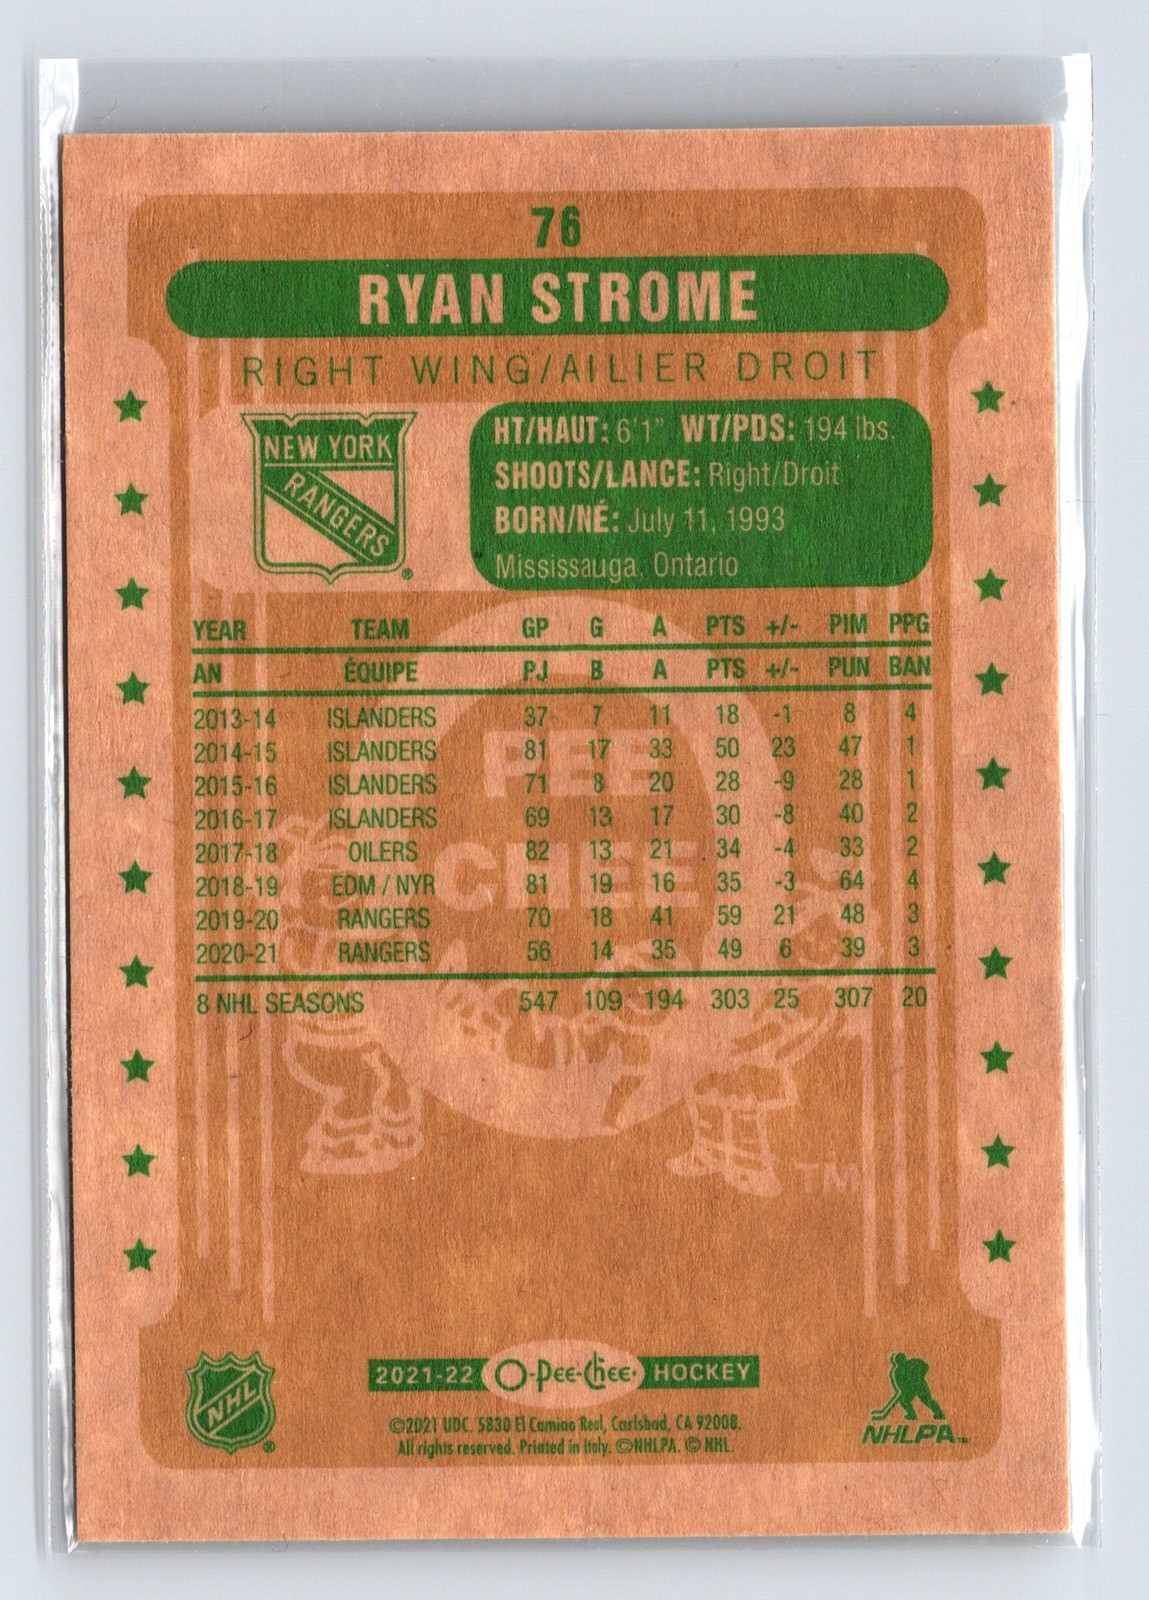 76
RYAN STROME
RIGHT WING/AILIER DROIT
NEW YORK
RANGERS
®
HT/HAUT: 6'1" WT/PDS: 194 lbs.
SHOOTS/LANCE: Right/Droit
BORN/NÉ: July 11, 1993
Mississauga, Ontario
YEAR TEAM GP G A PTS +/- PIM PPG
AN ÉQUIPE PJ B A PTS +/- PUN BAN
2013-14 ISLANDERS 37 7 11 18 -1 8 4
2014-15 ISLANDERS 81 17 33 50 23 47 1
2015-16 ISLANDERS 71 8 20 28 -9 28 1
2016-17 ISLANDERS 69 13 17 30 -8 40 2
2017-18 OILERS 82 13 21 34 -4 33 2
2018-19 EDM / NYR 81 19 16 35 -3 64 4
2019-20 RANGERS 70 18 41 59 21 48 3
2020-21 RANGERS 56 14 35 49 6 39 3
8 NHL SEASONS 547 109 194 303 25 307 20
PEE
CHEE
TM
NHL ®
2021-22 O-Pee-Chee HOCKEY
©2021 UDC. 5830 El Camino Real, Carlsbad, CA 92008.
All rights reserved. Printed in Italy. ©NHLPA. © NHL.
NHLPA™